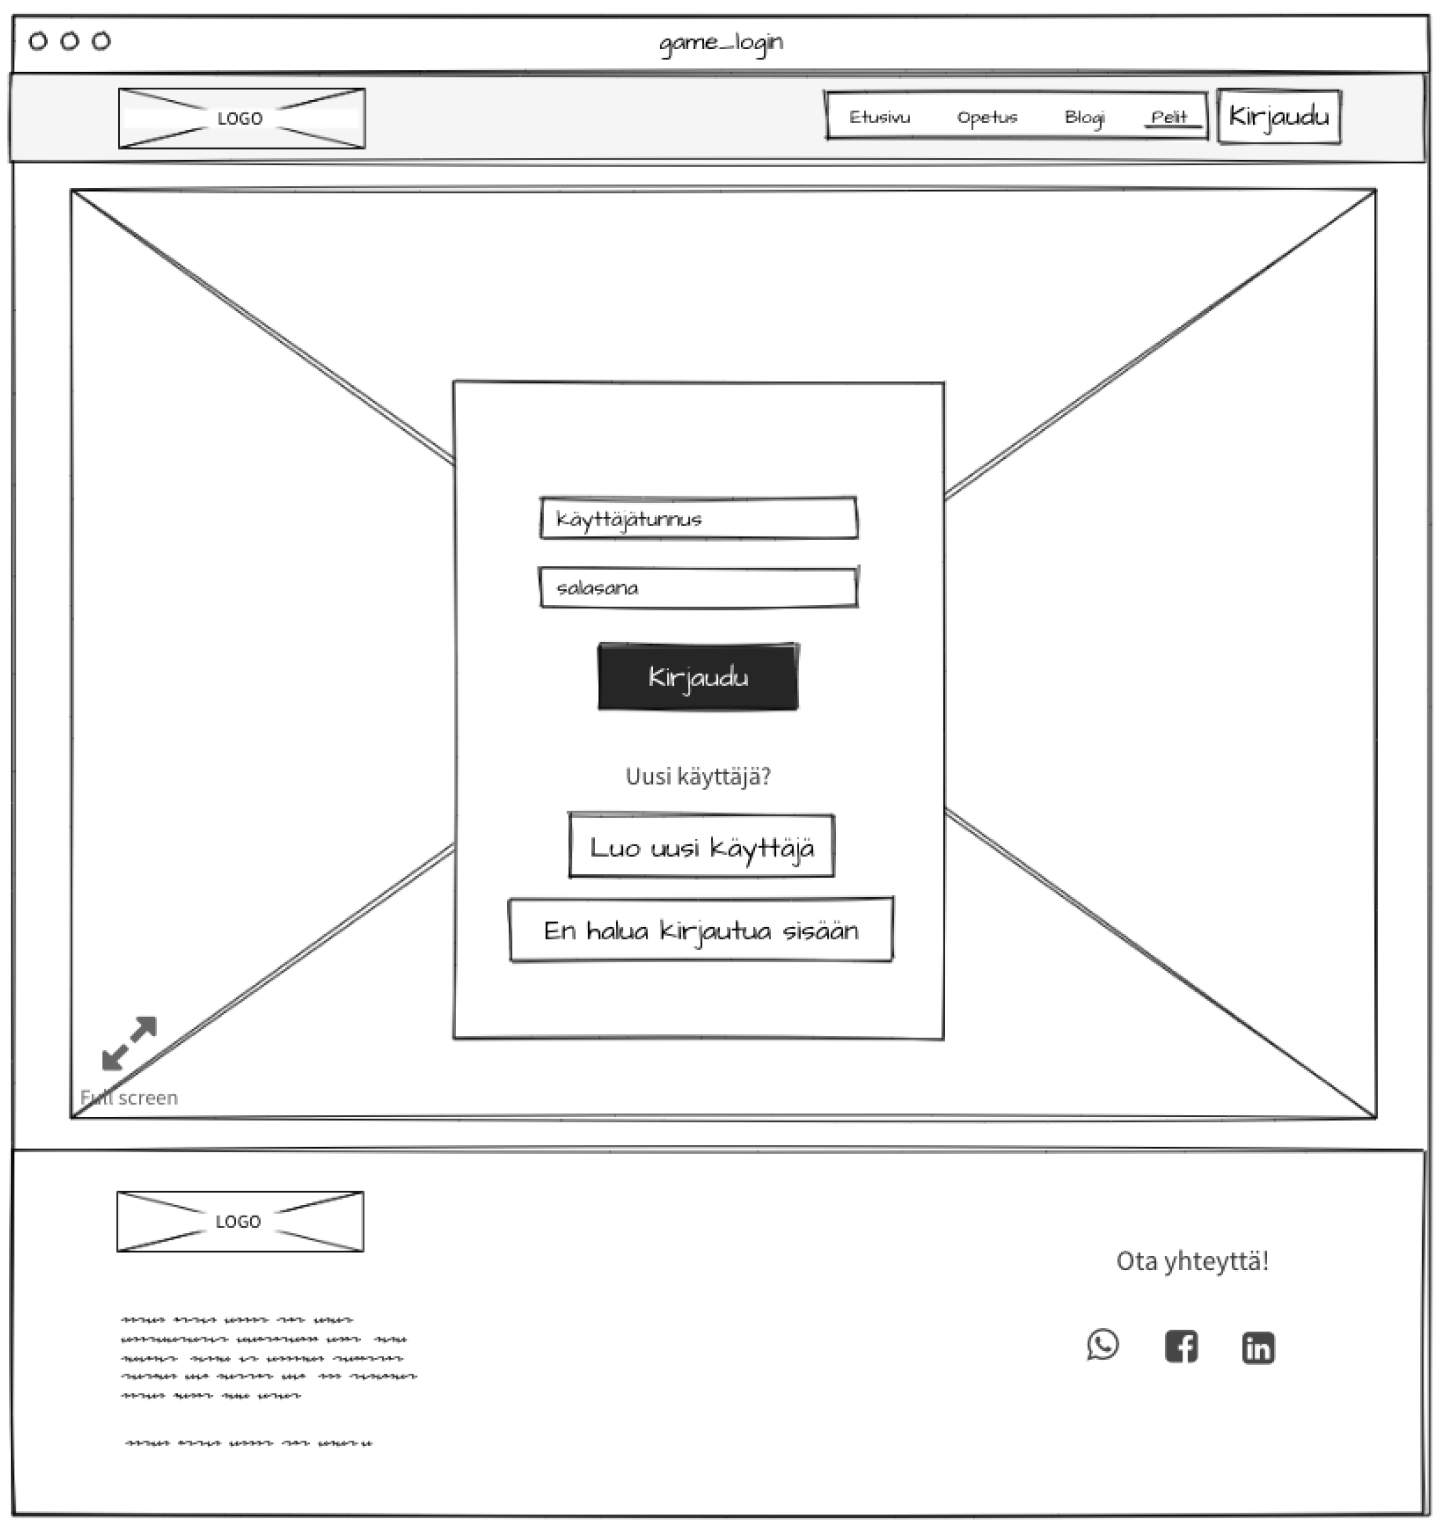 game_login
LOGO
Etusivu Opetus Blogi Pelit Kirjaudu
käyttäjätunnus
salasana
Kirjaudu
Uusi käyttäjä?
Luo uusi käyttäjä
En halua kirjautua sisään
Full screen
LOGO
Ota yhteyttä!
in